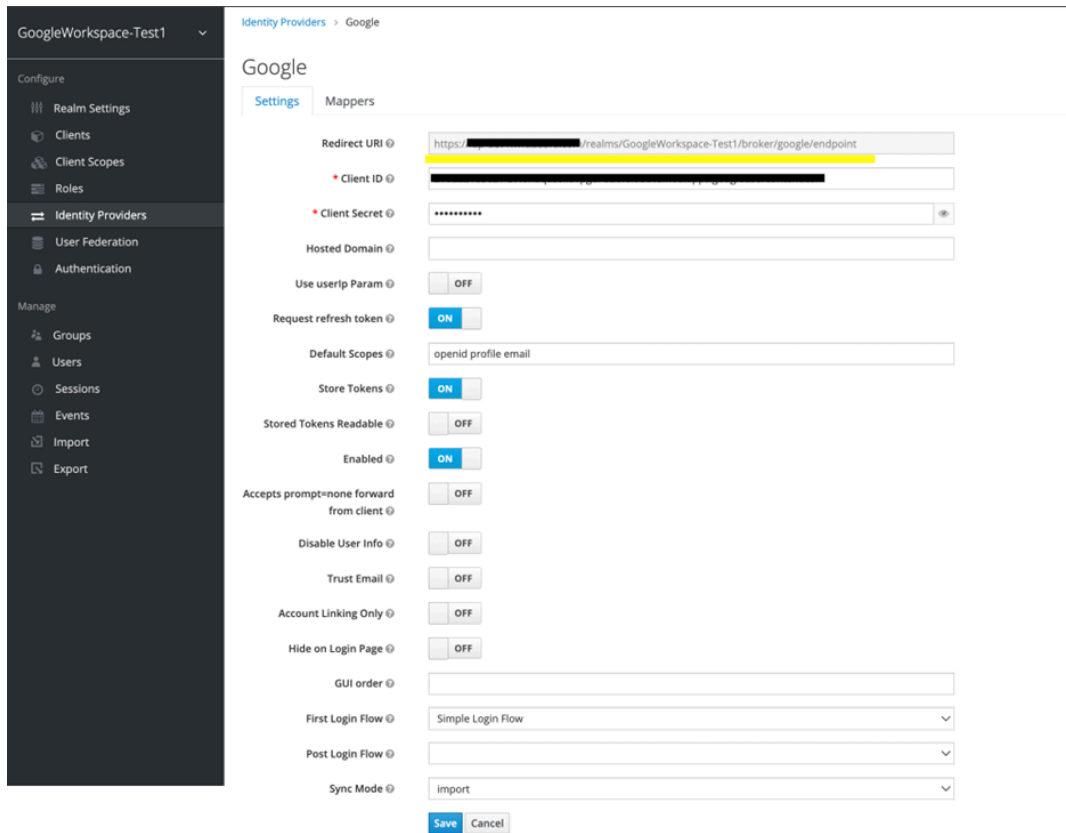 GoogleWorkspace-Test1
Configure
Realm Settings
Clients
Client Scopes
Roles
Identity Providers
User Federation
Authentication
Manage
Groups
Users
Sessions
Events
Import
Export
Identity Providers > Google
Google
Settings Mappers
Redirect URI https:/ /realms/GoogleWorkspace-Test1/broker/google/endpoint
* Client ID
* Client Secret ••••••••••
Hosted Domain
Use userIp Param OFF
Request refresh token ON
Default Scopes openid profile email
Store Tokens ON
Stored Tokens Readable OFF
Enabled ON
Accepts prompt=none forward
from client OFF
Disable User Info OFF
Trust Email OFF
Account Linking Only OFF
Hide on Login Page OFF
GUI order
First Login Flow Simple Login Flow
Post Login Flow
Sync Mode import
Save Cancel